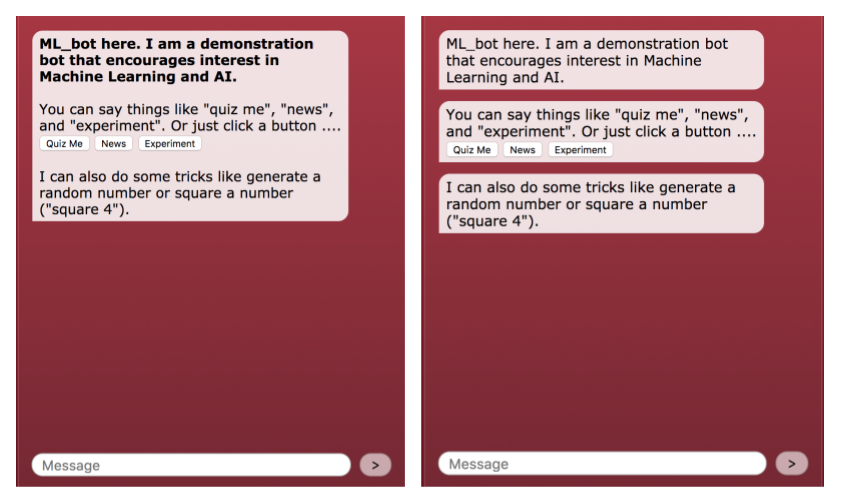 ML_bot here. I am a demonstration
bot that encourages interest in
Machine Learning and AI.
You can say things like "quiz me", "news",
and "experiment". Or just click a button ....
Quiz Me News Experiment
I can also do some tricks like generate a
random number or square a number
("square 4").
Message >
ML_bot here. I am a demonstration bot
that encourages interest in Machine
Learning and AI.
You can say things like "quiz me", "news",
and "experiment". Or just click a button ....
Quiz Me News Experiment
I can also do some tricks like generate a
random number or square a number
("square 4").
Message >